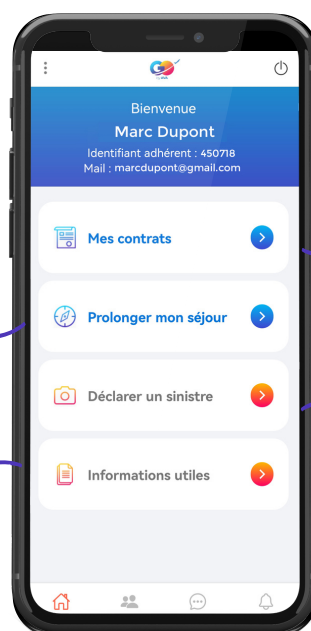 GO
Bienvenue
Marc Dupont
Identifiant adhérent : 450718
Mail : marcdupont@gmail.com
Mes contrats
Prolonger mon séjour
Déclarer un sinistre
Informations utiles